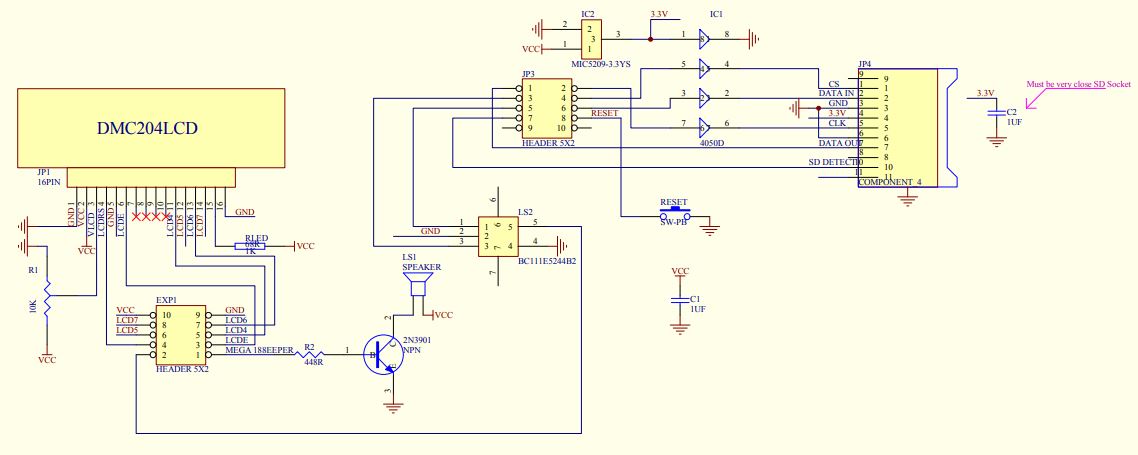 IC2
2
2
3
3
VCC
1
1
MIC5209-3.3YS
3.3V
IC1
1
8
5
4
3
2
7
6
4050D
JP3
1
2
3
4
5
6
7
8
9
10
HEADER 5X2
RESET
JP4
9
9
CS
1
1
DATA IN
2
2
GND
3
3
3.3V
4
4
CLK
5
5
6
6
DATA OUT
7
7
8
8
SD DETECT
10
11
11
COMPONENT_4
3.3V
C2
1UF
Must be very close SD Socket
DMC204LCD
JP1
16PIN
GND 1
VCC 2
VLCD 3
LCDRS 4
GND 5
LCDE 6
7
8
9
10
LCD4 11
LCD5 12
LCD6 13
LCD7 14
15
16
GND
VCC
RLED
68R
1K
VCC
R1
10K
VCC
EXP1
VCC
10
9
GND
LCD7
8
7
LCD6
LCD5
6
5
LCD4
4
3
LCDE
2
1
MEGA 18 8EEPER
HEADER 5X2
R2
448R
1
2
3
B
C
E
2N3901
NPN
LS1
SPEAKER
VCC
LS2
6
6
1
1
GND
2
2
3
3
5
5
4
4
7
7
BC111E5244B2
RESET
SW-PB
VCC
C1
1UF